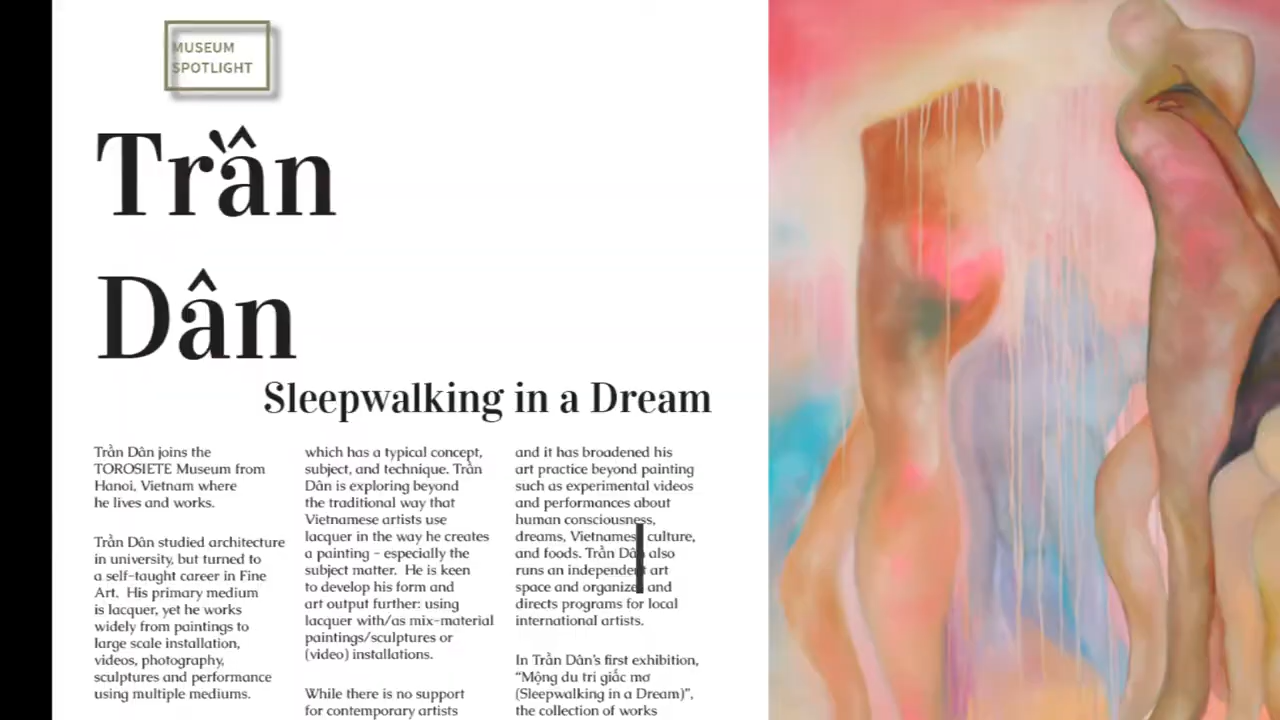 MUSEUM
SPOTLIGHT
Trần
Dân
Sleepwalking in a Dream
Trần Dân joins the
TOROSIETE Museum from
Hanoi, Vietnam where
he lives and works.
Trần Dân studied architecture
in university, but turned to
a self-taught career in Fine
Art. His primary medium
is lacquer, yet he works
widely from paintings to
large scale installation,
videos, photography,
sculptures and performance
using multiple mediums.
which has a typical concept,
subject, and technique. Trần
Dân is exploring beyond
the traditional way that
Vietnamese artists use
lacquer in the way he creates
a painting - especially the
subject matter. He is keen
to develop his form and
art output further: using
lacquer with/as mix-material
paintings/sculptures or
(video) installations.
While there is no support
for contemporary artists
and it has broadened his
art practice beyond painting
such as experimental videos
and performances about
human consciousness,
dreams, Vietnamese culture,
and foods. Trần Dân also
runs an independent art
space and organizes and
directs programs for local
international artists.
In Trần Dân's first exhibition,
“Mộng du tri giấc mơ
(Sleepwalking in a Dream)”,
the collection of works